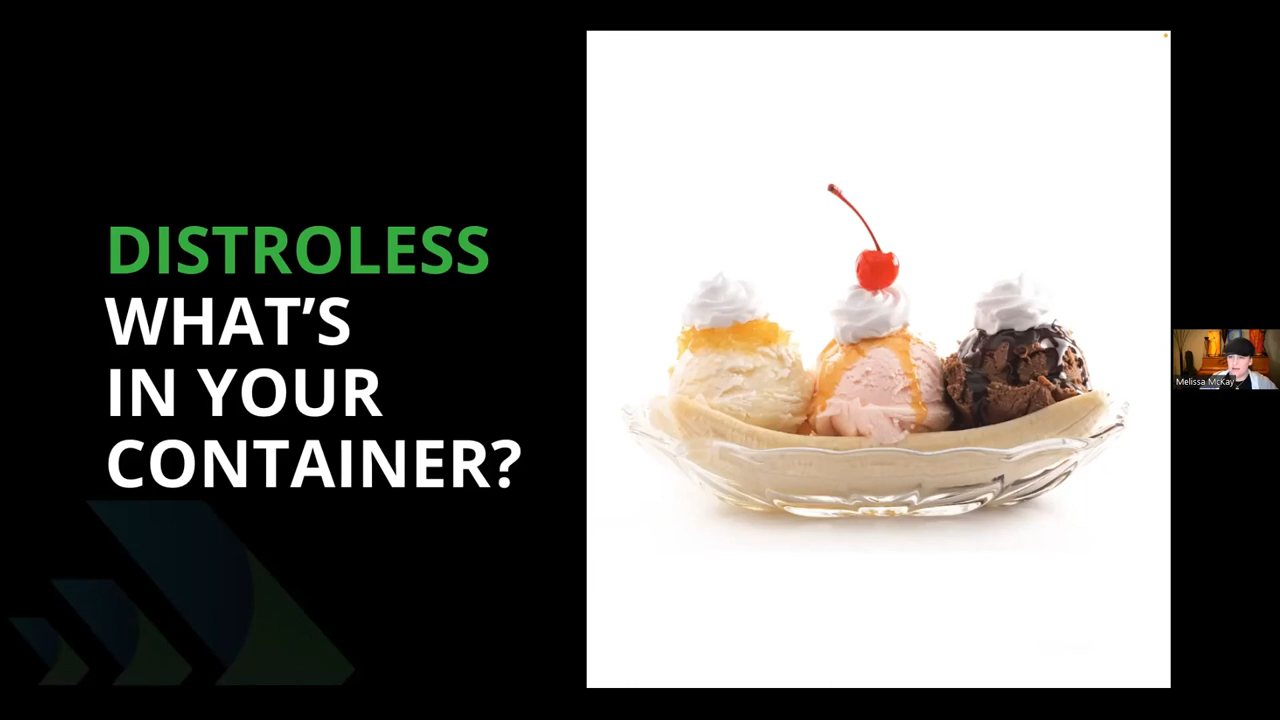 DISTROLESS
WHAT’S
IN YOUR
CONTAINER?
Melissa McKay